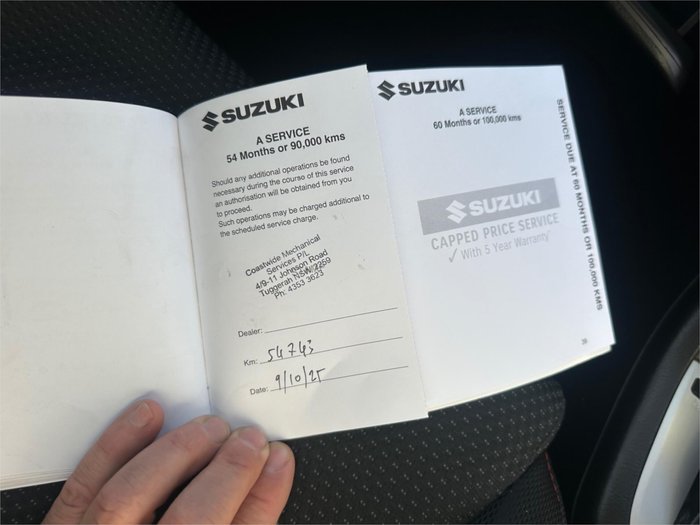 SUZUKI
A SERVICE
54 Months or 90,000 kms
Should any additional operations be found
necessary during the course of this service
an authorisation will be obtained from you
to proceed.
Such operations may be charged additional to
the scheduled service charge.
Coastwide Mechanical
Services P/L
4/9-11 Johnson Road
Tuggerah NSW 2259
Ph: 4353 3623
Dealer:
Km: 54743
Date: 9/10/25
SUZUKI
A SERVICE
60 Months or 100,000 kms
SUZUKI
CAPPED PRICE SERVICE
✓ With 5 Year Warranty
SERVICE DUE AT 60 MONTHS OR 100,000 KMS